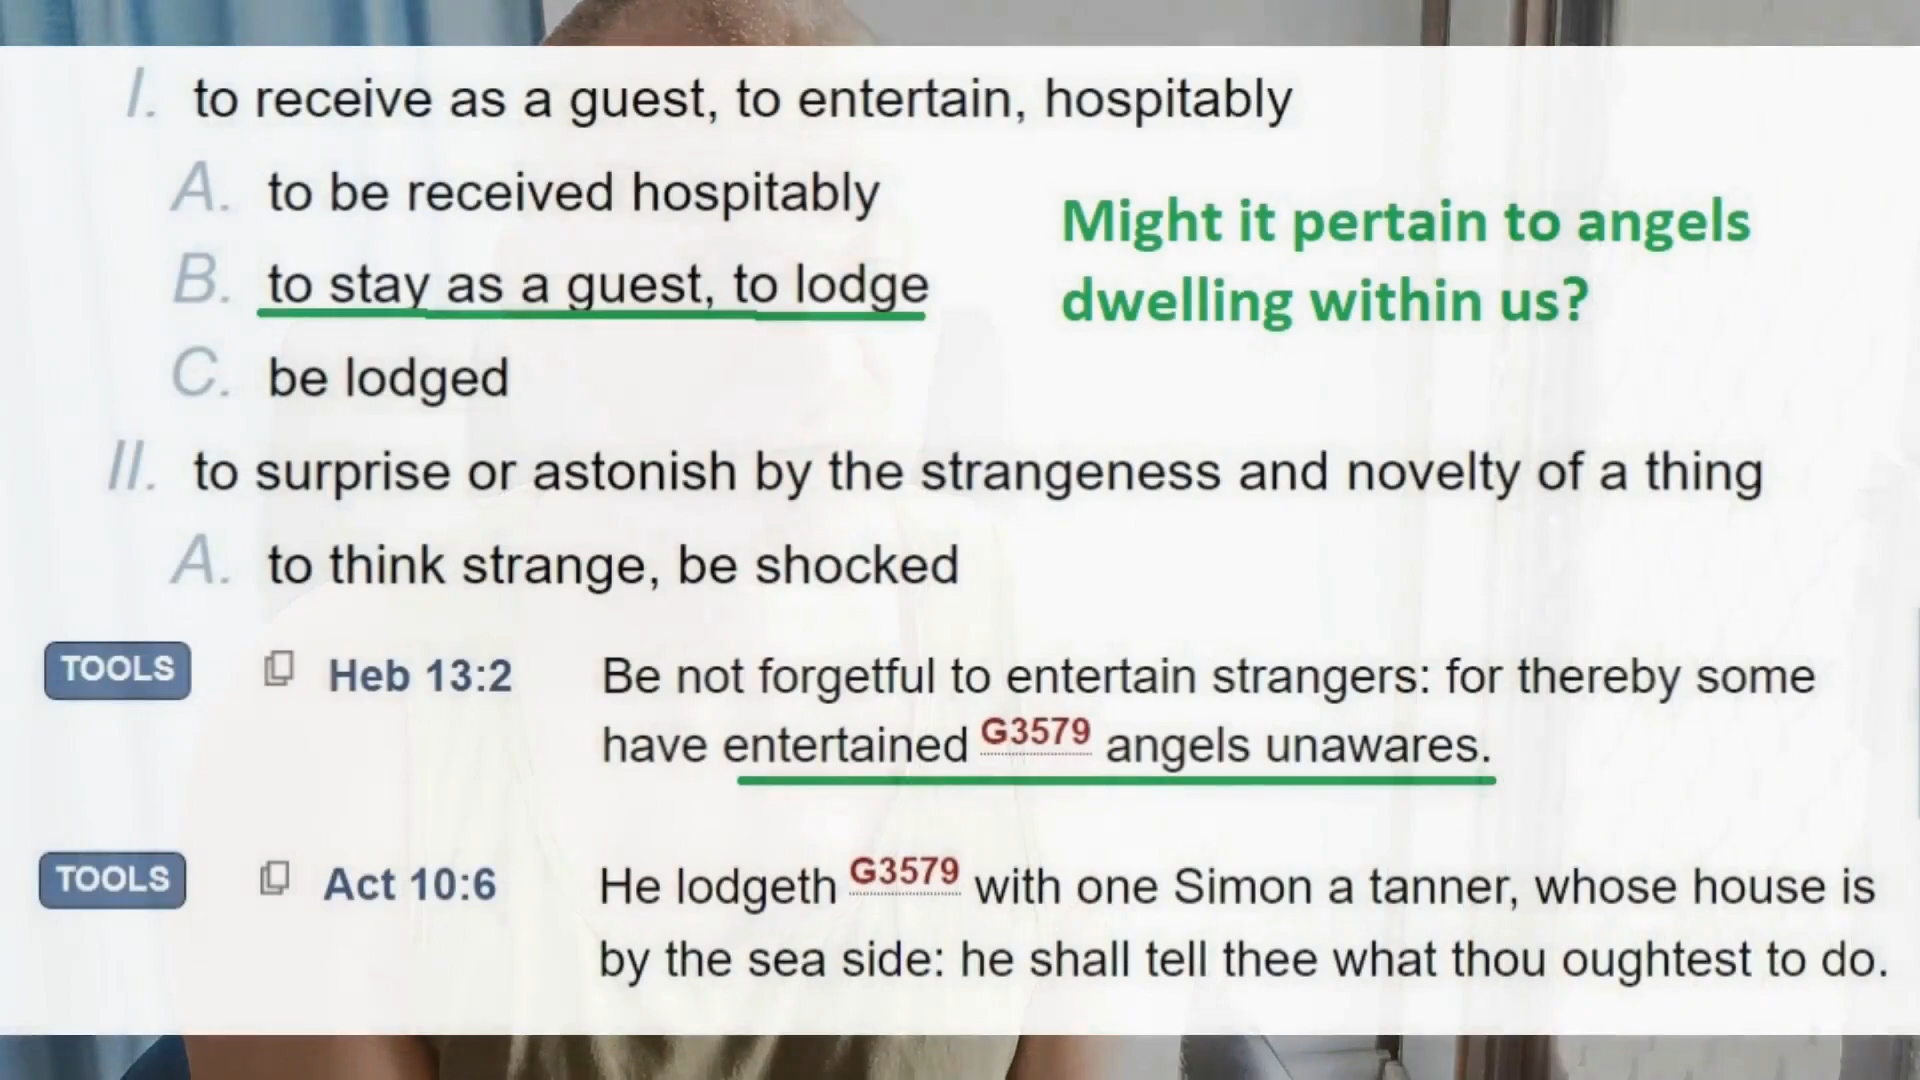 I. to receive as a guest, to entertain, hospitably
A. to be received hospitably
B. to stay as a guest, to lodge
C. be lodged
II. to surprise or astonish by the strangeness and novelty of a thing
A. to think strange, be shocked
Might it pertain to angels
dwelling within us?
TOOLS Heb 13:2 Be not forgetful to entertain strangers: for thereby some
have entertained G3579 angels unawares.
TOOLS Act 10:6 He lodgeth G3579 with one Simon a tanner, whose house is
by the sea side: he shall tell thee what thou oughtest to do.